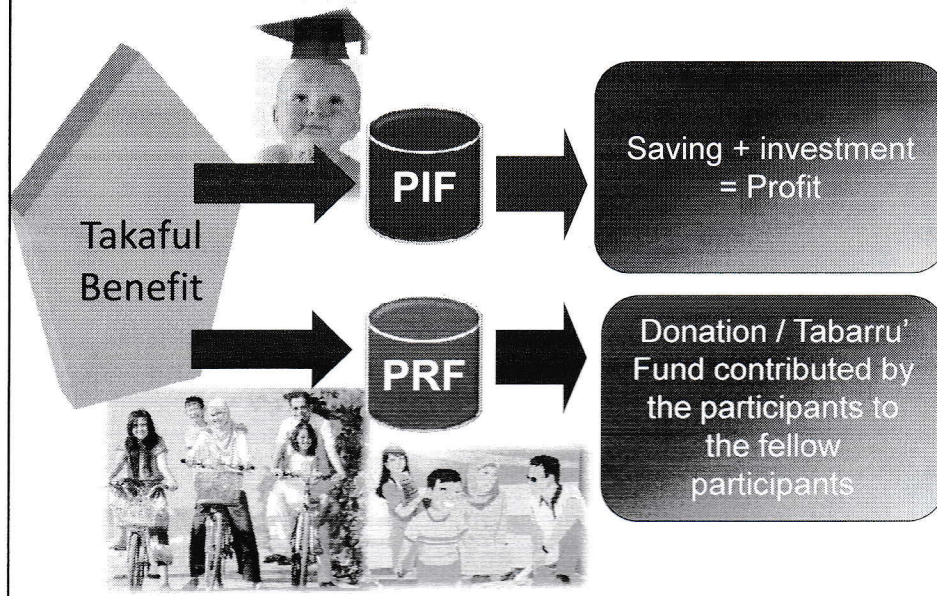 Takaful
Benefit
PIF
Saving + investment
= Profit
PRF
Donation / Tabarru'
Fund contributed by
the participants to
the fellow
participants